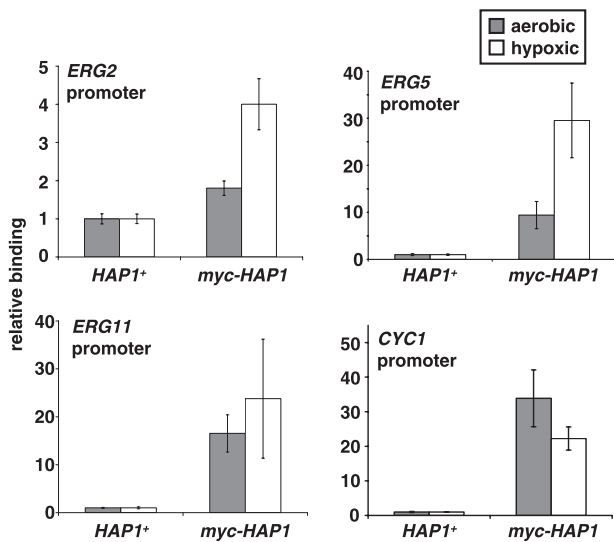 aerobic
hypoxic
relative binding
ERG2
promoter
5
4
3
2
1
0
HAP1+
myc-HAP1
ERG5
promoter
40
30
20
10
0
HAP1+
myc-HAP1
ERG11
promoter
40
30
20
10
0
HAP1+
myc-HAP1
CYC1
promoter
50
40
30
20
10
0
HAP1+
myc-HAP1